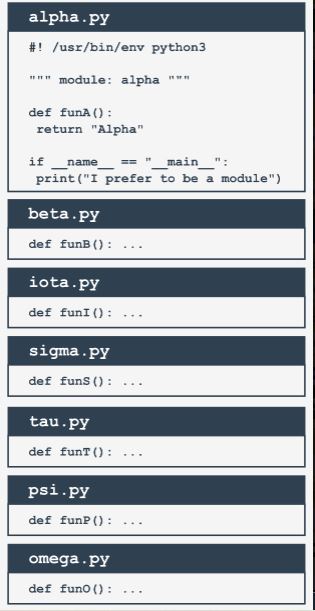 alpha.py
#! /usr/bin/env python3
""" module: alpha """
def funA():
return "Alpha"
if __name__ == "__main__":
print("I prefer to be a module")
beta.py
def funB(): ...
iota.py
def funI(): ...
sigma.py
def funS(): ...
tau.py
def funT(): ...
psi.py
def funP(): ...
omega.py
def funO(): ...